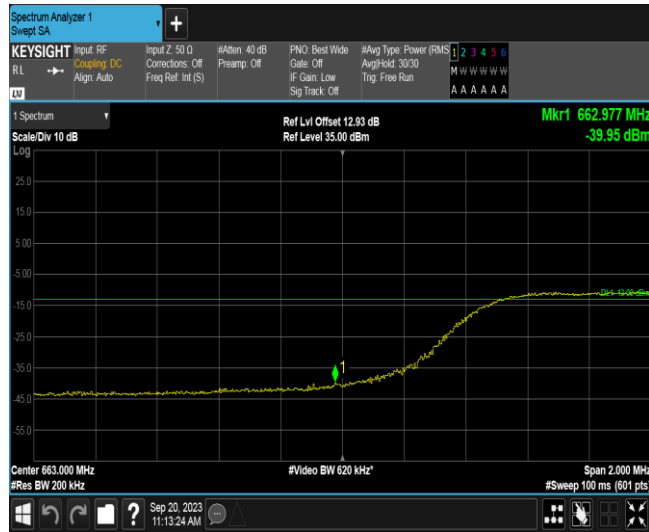 Spectrum Analyzer 1
Swept SA
KEYSIGHT
RL
LXI
Input: RF
Coupling: DC
Align: Auto
Input Z: 50 Ω
Corrections: Off
Freq Ref: Int (S)
#Atten: 40 dB
Preamp: Off
PNO: Best Wide
Gate: Off
IF Gain: Low
Sig Track: Off
#Avg Type: Power (RMS
Avg|Hold: 30/30
Trig: Free Run
1 2 3 4 5 6
M W W W W W
A A A A A A
1 Spectrum
Scale/Div 10 dB
Log
Ref Lvl Offset 12.93 dB
Ref Level 35.00 dBm
Mkr1 662.977 MHz
-39.95 dBm
25.0
15.0
5.00
-5.00
-15.0
-25.0
-35.0
-45.0
-55.0
1
Center 663.000 MHz
#Res BW 200 kHz
#Video BW 620 kHz*
Span 2.000 MHz
#Sweep 100 ms (601 pts)
?
Sep 20, 2023
11:13:24 AM